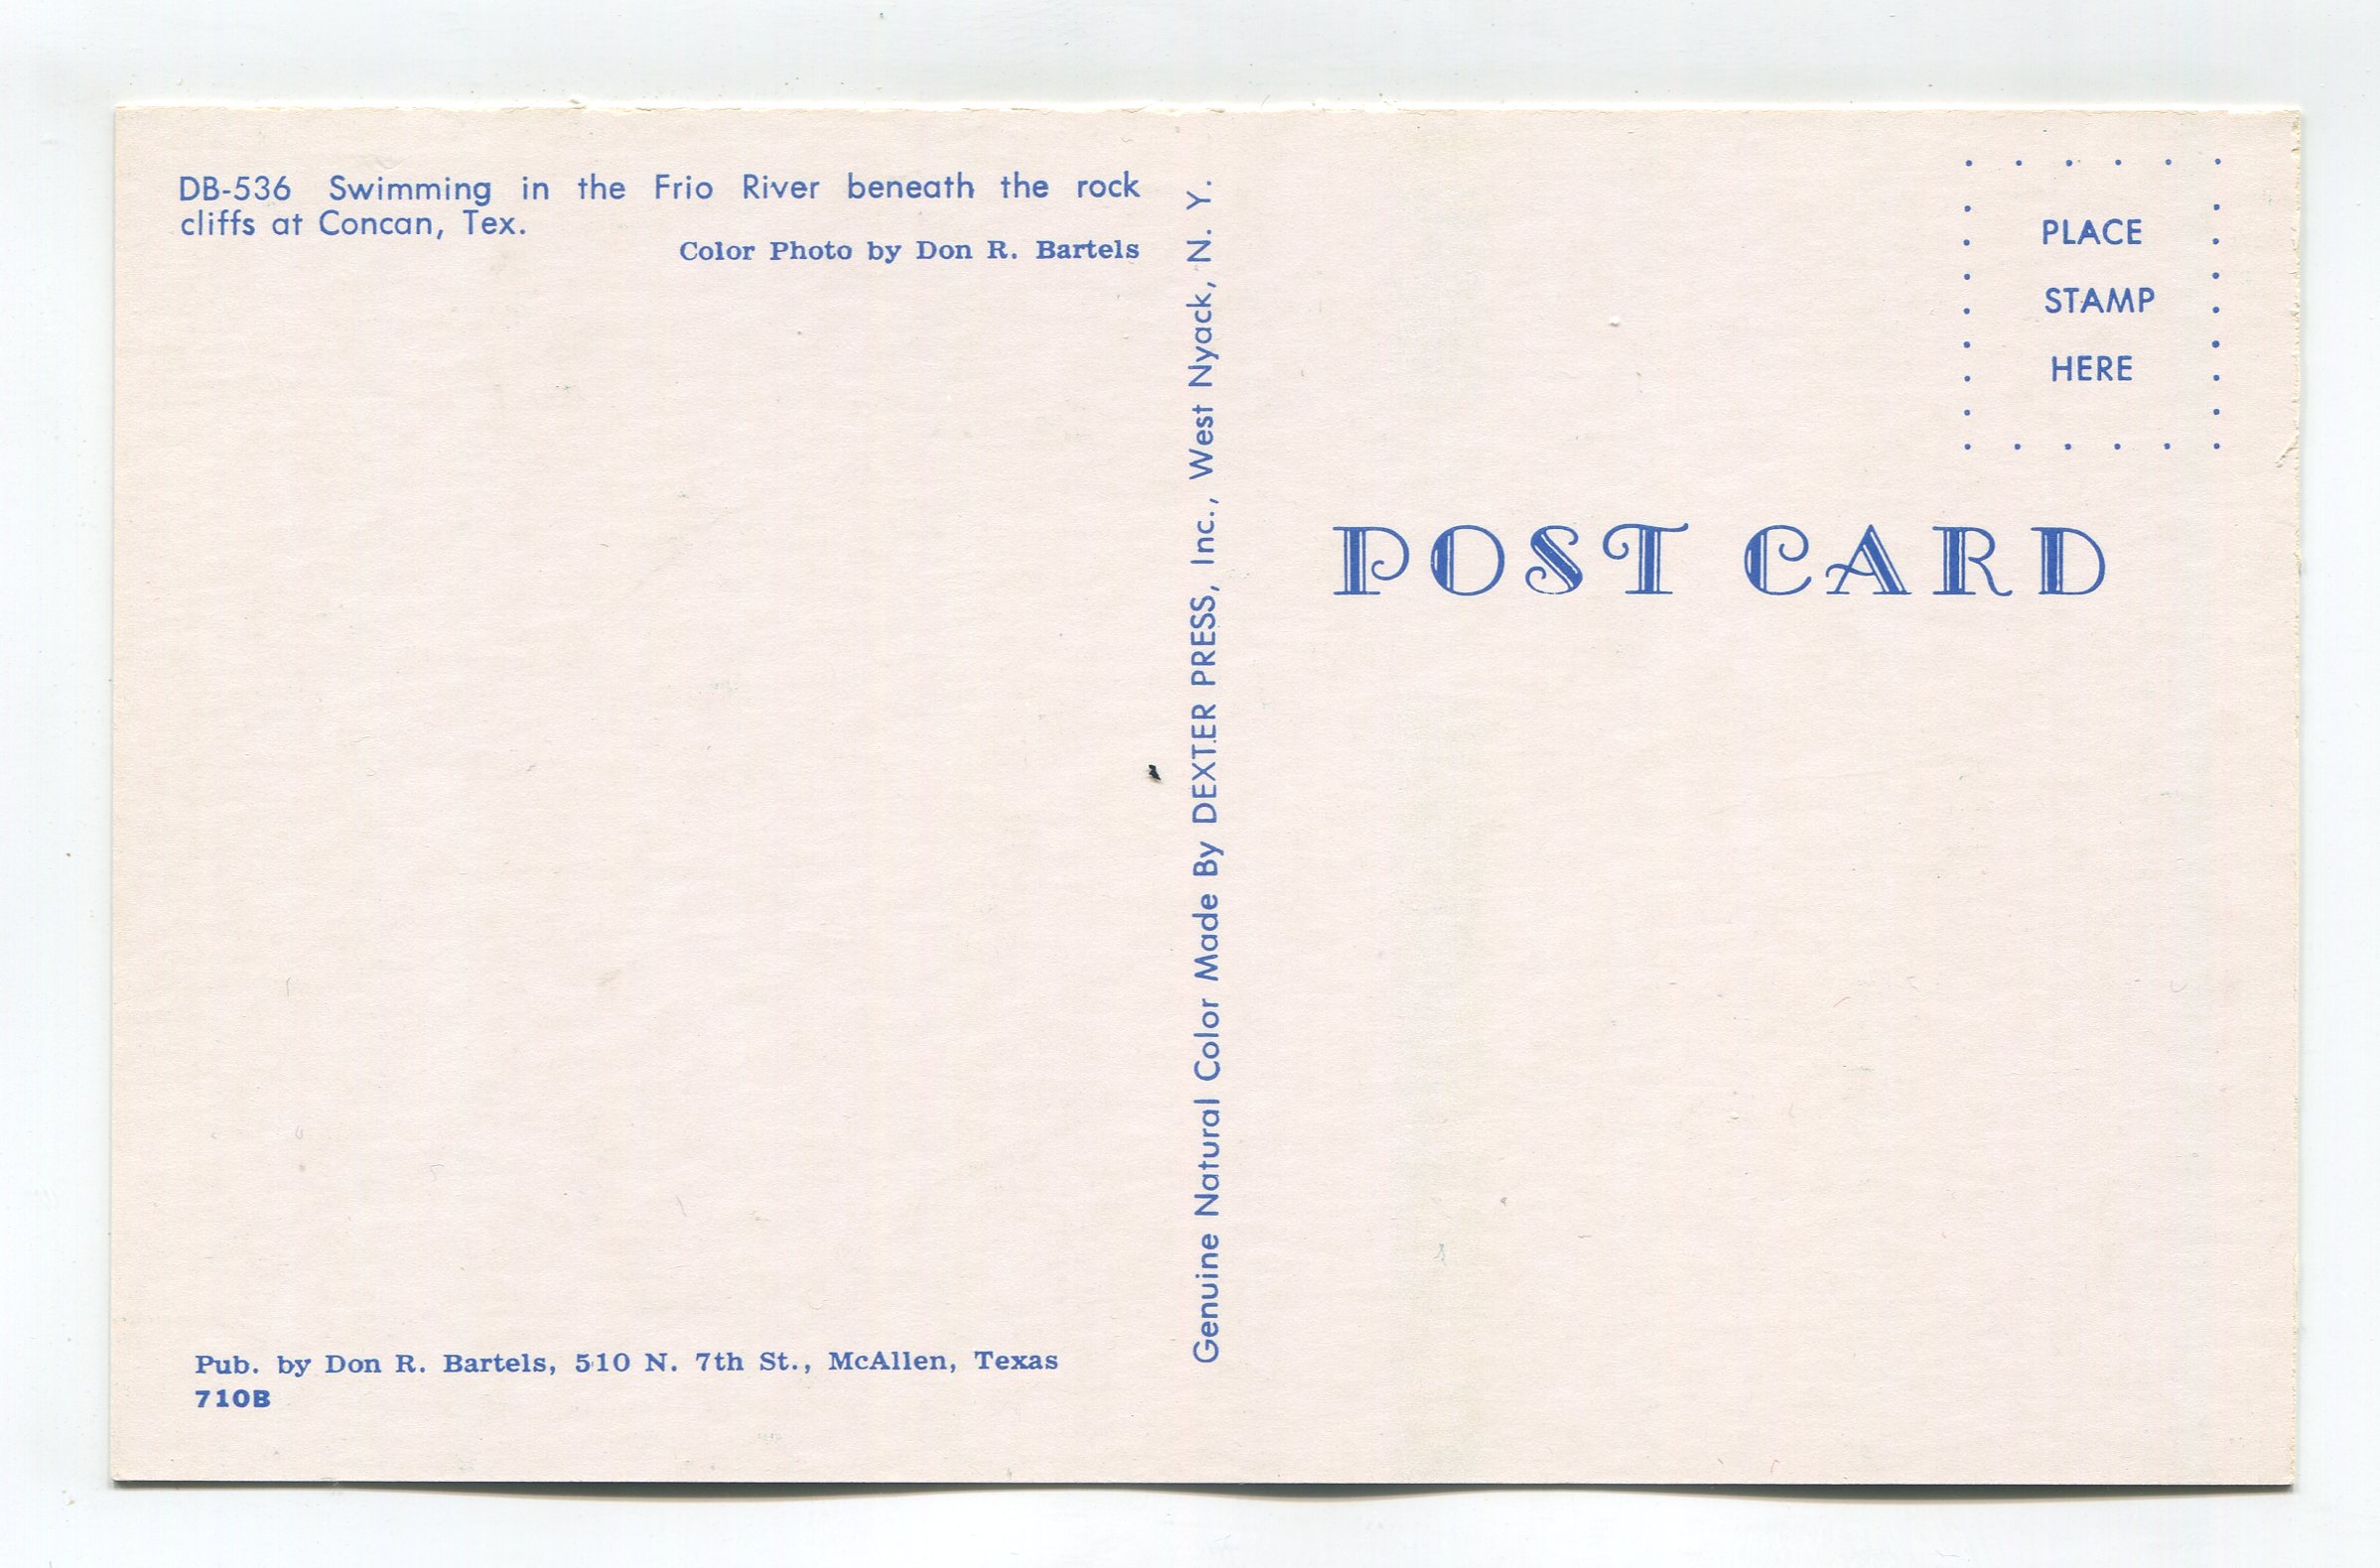 DB-536 Swimming in the Frio River beneath the rock
cliffs at Concan, Tex.
Color Photo by Don R. Bartels
Pub. by Don R. Bartels, 510 N. 7th St., McAllen, Texas
710B
Genuine Natural Color Made By DEXTER PRESS, Inc., West Nyack, N. Y.
PLACE
STAMP
HERE
POST CARD